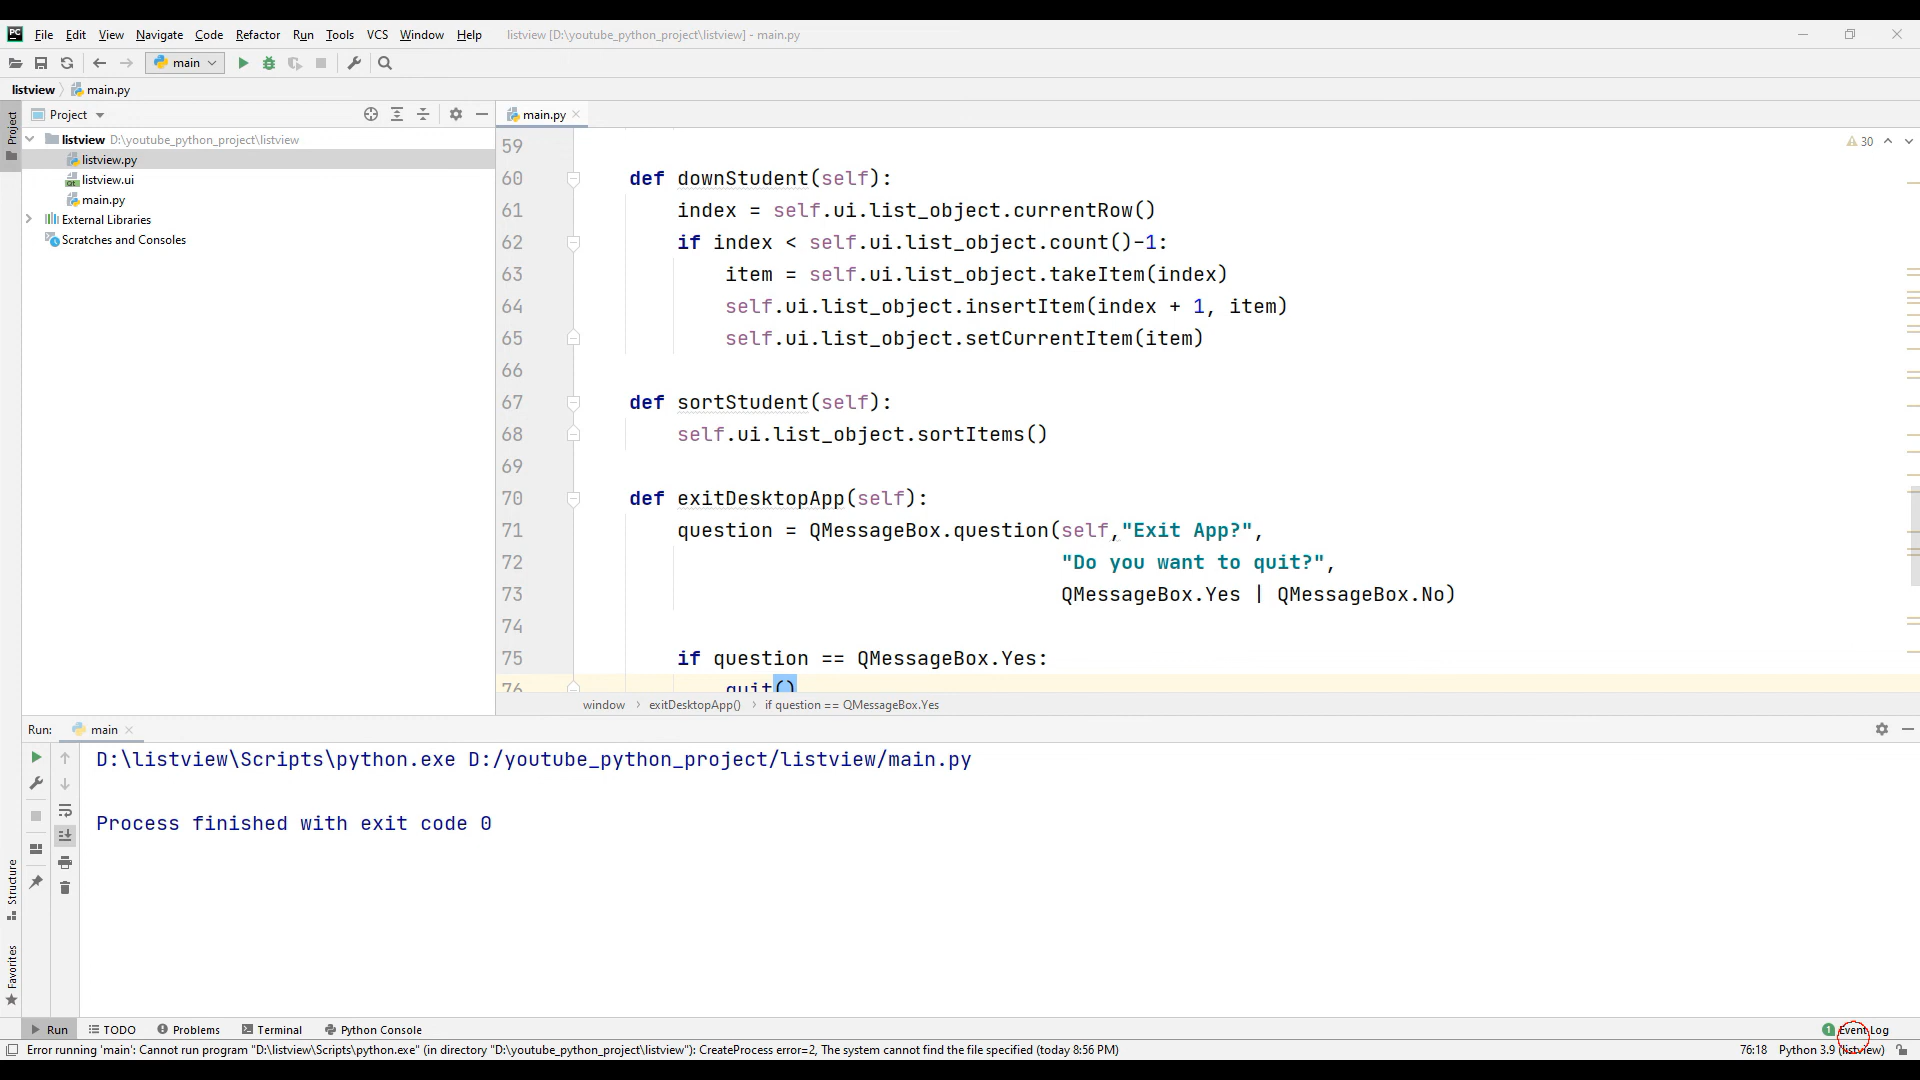 PC File Edit View Navigate Code Refactor Run Tools VCS Window Help listview [D:\youtube_python_project\listview] - main.py
main
listview main.py
Project
main.py
listview D:\youtube_python_project\listview
listview.py
listview.ui
main.py
External Libraries
Scratches and Consoles
Project
Structure
Favorites
30
59
60 def downStudent(self):
61 index = self.ui.list_object.currentRow()
62 if index < self.ui.list_object.count()-1:
63 item = self.ui.list_object.takeItem(index)
64 self.ui.list_object.insertItem(index + 1, item)
65 self.ui.list_object.setCurrentItem(item)
66
67 def sortStudent(self):
68 self.ui.list_object.sortItems()
69
70 def exitDesktopApp(self):
71 question = QMessageBox.question(self,"Exit App?",
72 "Do you want to quit?",
73 QMessageBox.Yes | QMessageBox.No)
74
75 if question == QMessageBox.Yes:
76 quit()
window exitDesktopApp() if question == QMessageBox.Yes
Run: main
D:\listview\Scripts\python.exe D:/youtube_python_project/listview/main.py
Process finished with exit code 0
Run TODO Problems Terminal Python Console 1 Event Log
Error running 'main': Cannot run program "D:\listview\Scripts\python.exe" (in directory "D:\youtube_python_project\listview"): CreateProcess error=2, The system cannot find the file specified (today 8:56 PM) 76:18 Python 3.9 (listview)